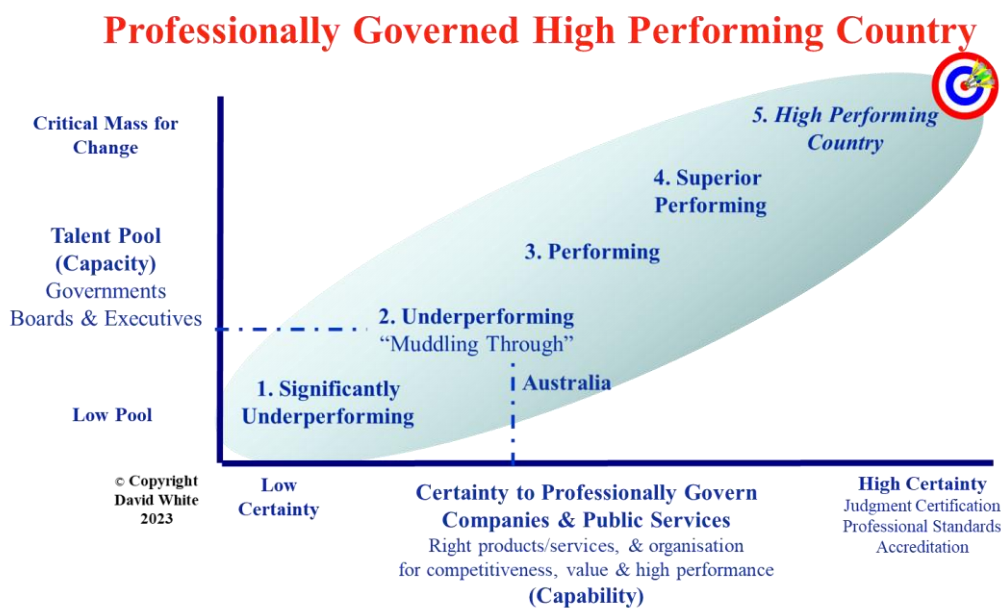 Professionally Governed High Performing Country
Critical Mass for
Change
5. High Performing
Country
4. Superior
Performing
Talent Pool
(Capacity)
Governments
Boards & Executives
3. Performing
2. Underperforming
“Muddling Through”
Australia
1. Significantly
Underperforming
Low Pool
© Copyright
David White
2023
Low
Certainty
Certainty to Professionally Govern
Companies & Public Services
Right products/services, & organisation
for competitiveness, value & high performance
(Capability)
High Certainty
Judgment Certification
Professional Standards
Accreditation